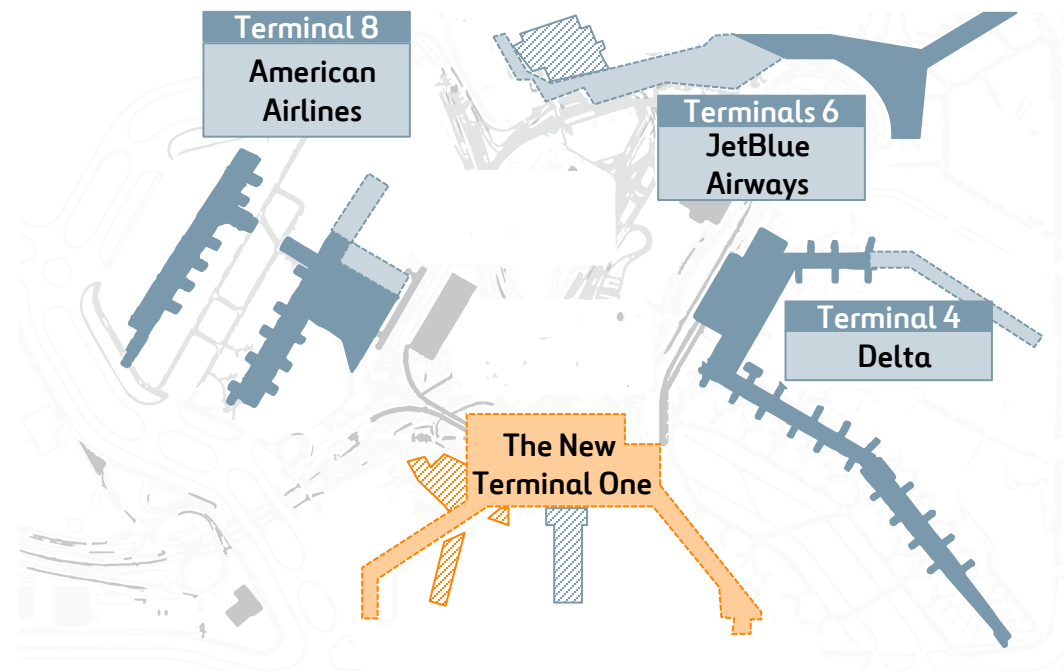 Terminal 8
American
Airlines
Terminals 6
JetBlue
Airways
Terminal 4
Delta
The New
Terminal One